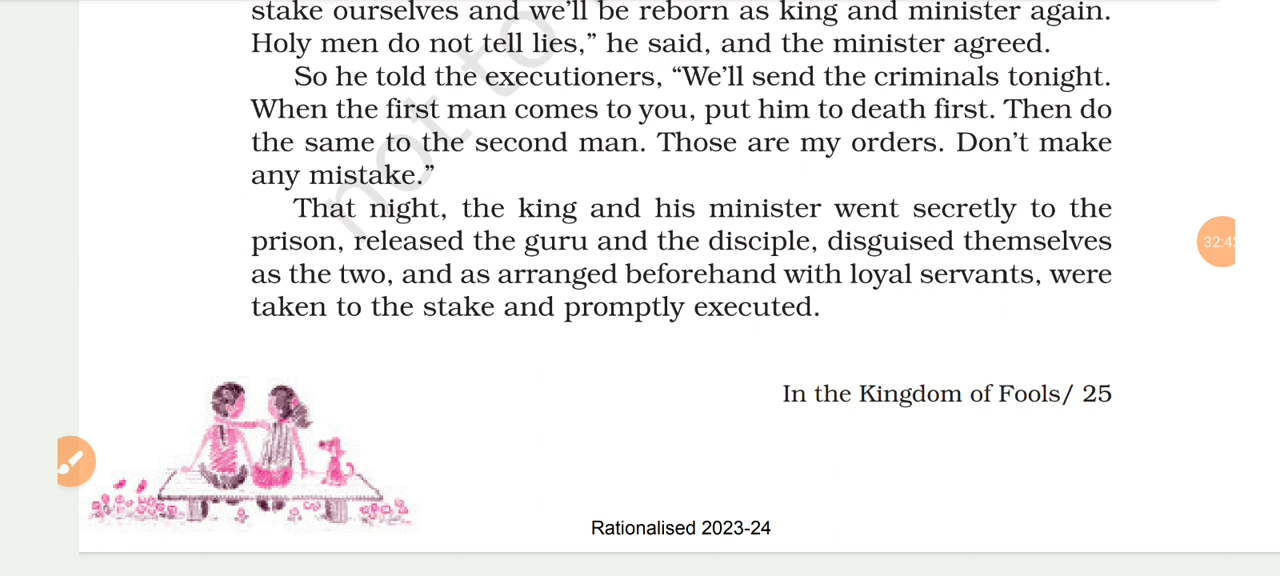 stake ourselves and we'll be reborn as king and minister again.
Holy men do not tell lies,” he said, and the minister agreed.
So he told the executioners, “We'll send the criminals tonight.
When the first man comes to you, put him to death first. Then do
the same to the second man. Those are my orders. Don't make
any mistake.”
That night, the king and his minister went secretly to the
prison, released the guru and the disciple, disguised themselves
as the two, and as arranged beforehand with loyal servants, were
taken to the stake and promptly executed.
not to
32:4
In the Kingdom of Fools/ 25
Rationalised 2023-24